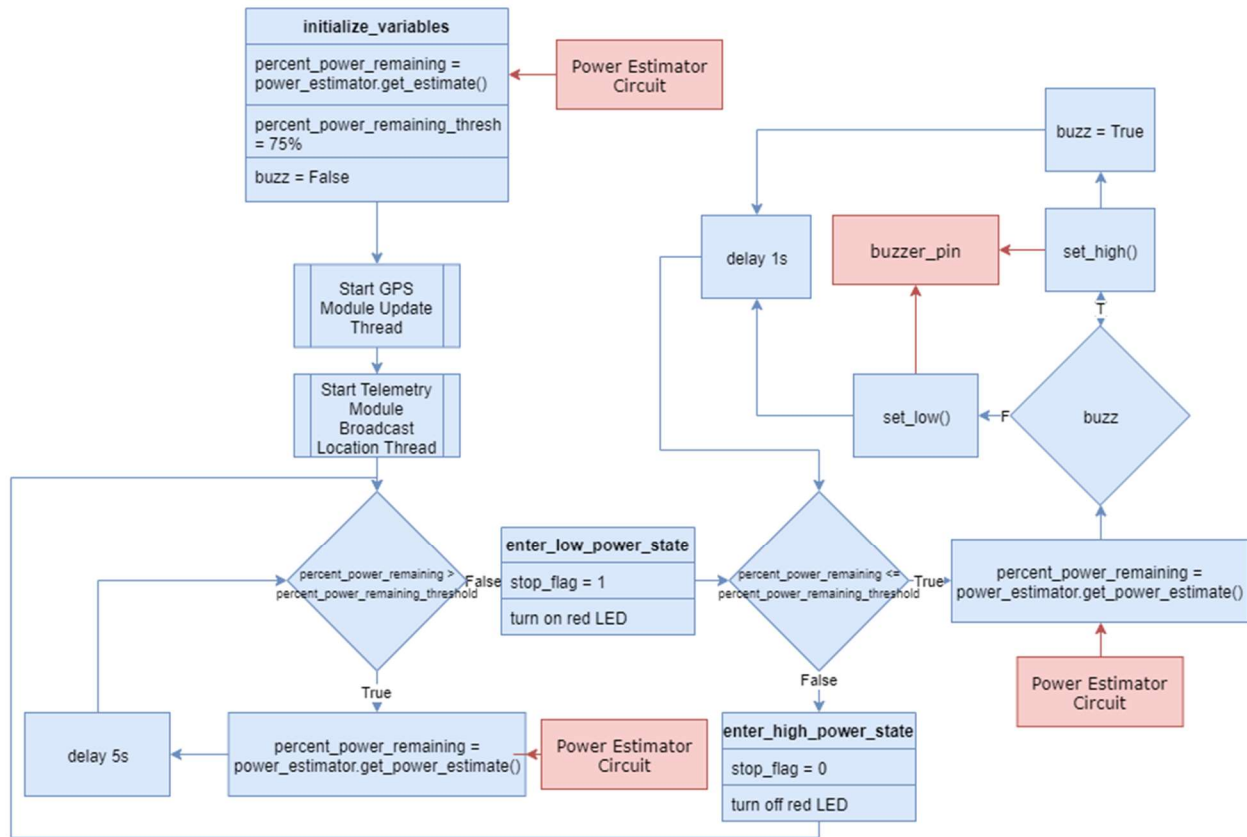 initialize_variables
percent_power_remaining =
power_estimator.get_estimate()
percent_power_remaining_thresh
= 75%
buzz = False
Power Estimator
Circuit
buzz = True
delay 1s
buzzer_pin
set_high()
Start GPS
Module Update
Thread
T
Start Telemetry
Module
Broadcast
Location Thread
set_low()
F
buzz
percent_power_remaining >
percent_power_remaining_threshold
False
enter_low_power_state
stop_flag = 1
turn on red LED
percent_power_remaining <=
percent_power_remaining_threshold
True
percent_power_remaining =
power_estimator.get_power_estimate()
Power Estimator
Circuit
True
False
delay 5s
percent_power_remaining =
power_estimator.get_power_estimate()
Power Estimator
Circuit
enter_high_power_state
stop_flag = 0
turn off red LED